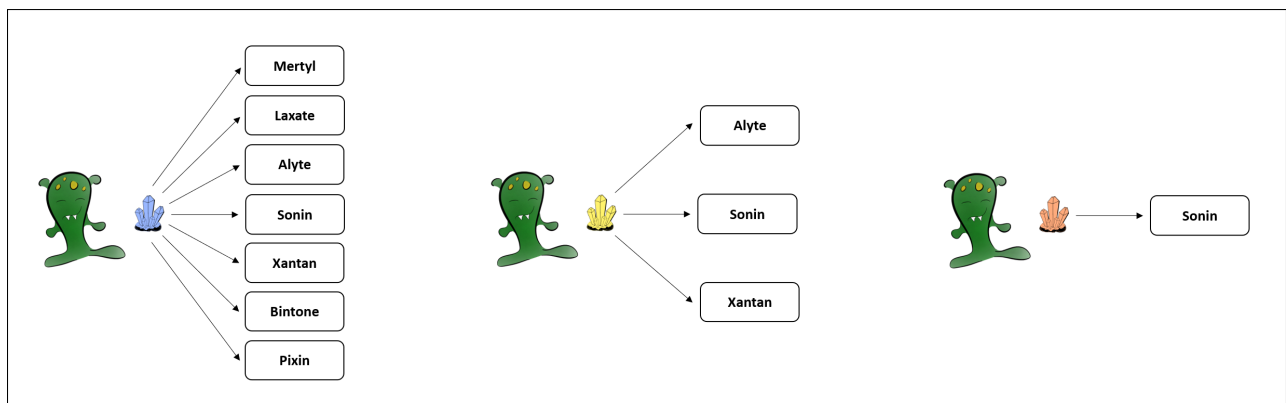 Mertyl
Laxate
Alyte
Sonin
Xantan
Bintone
Pixin
Alyte
Sonin
Xantan
Sonin